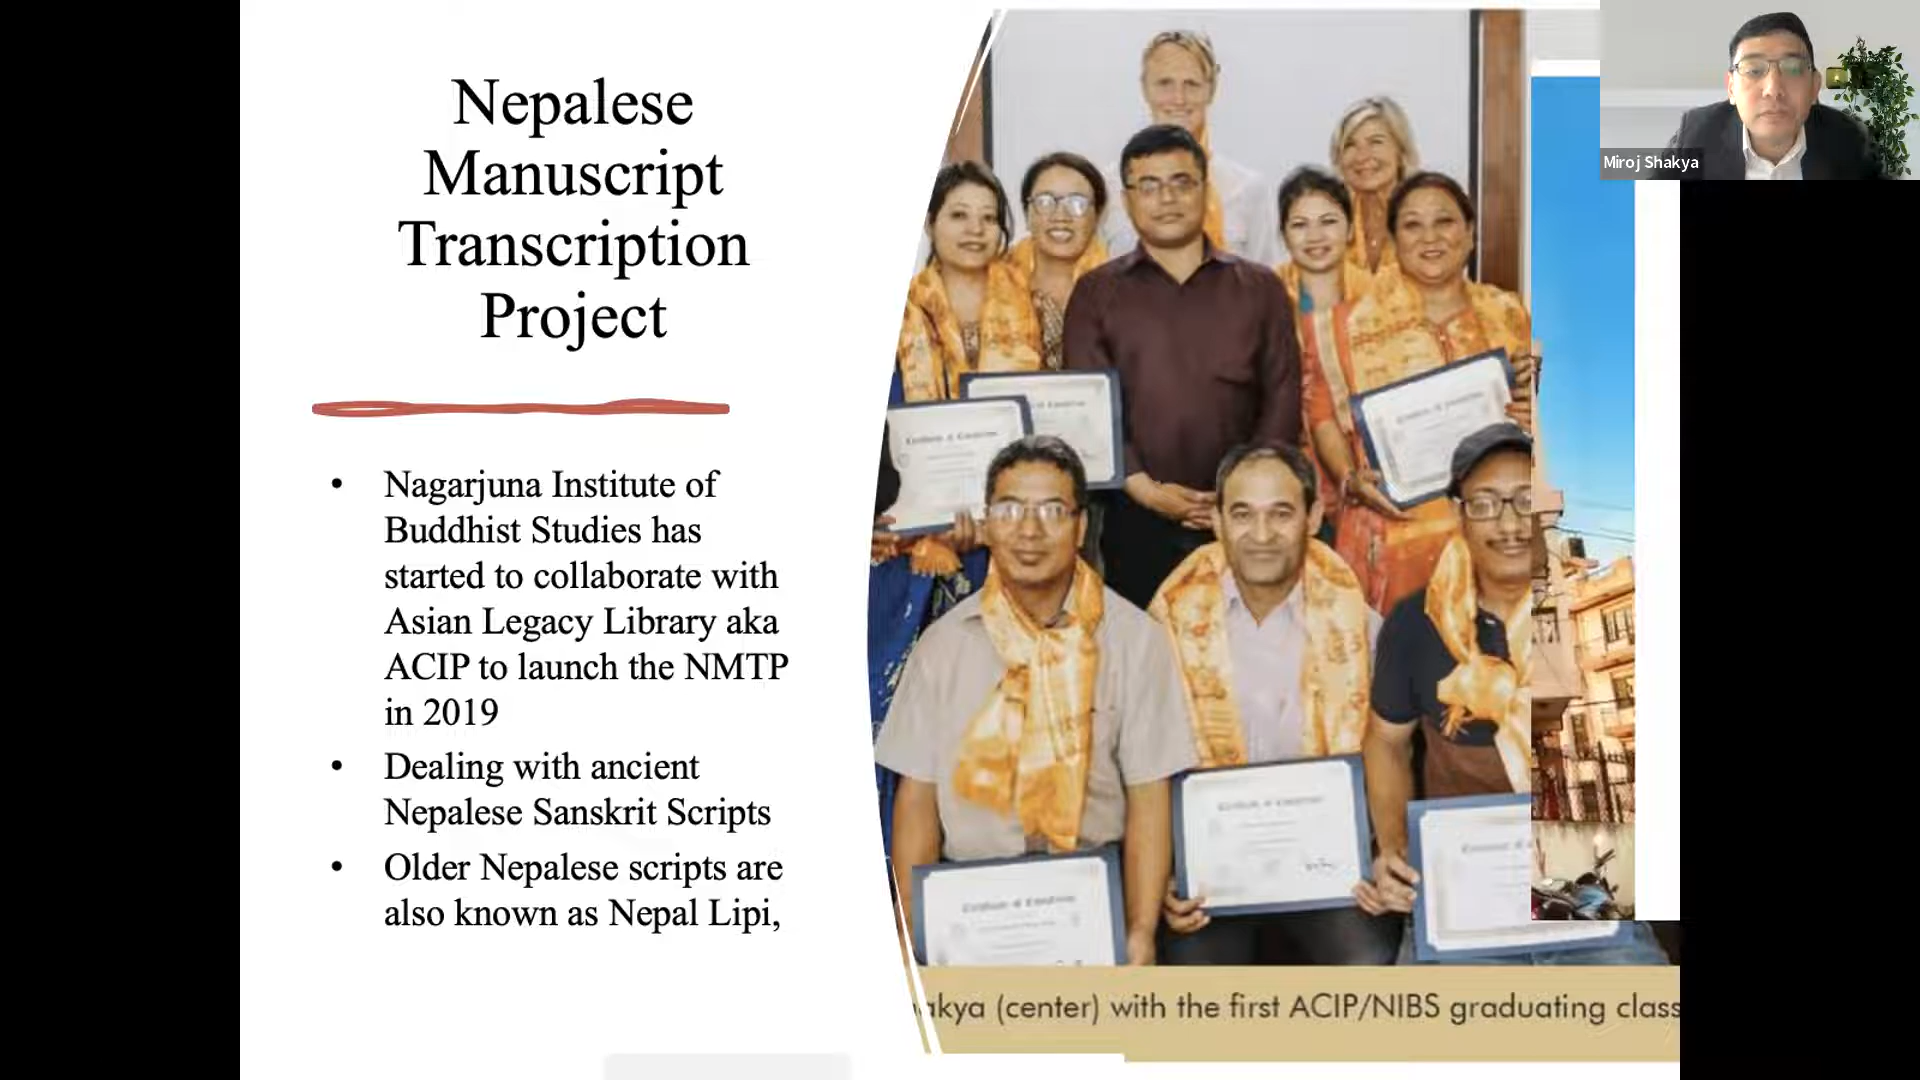 Nepalese
Manuscript
Transcription
Project
• Nagarjuna Institute of
Buddhist Studies has
started to collaborate with
Asian Legacy Library aka
ACIP to launch the NMTP
in 2019
• Dealing with ancient
Nepalese Sanskrit Scripts
• Older Nepalese scripts are
also known as Nepal Lipi,
Miroj Shakya
akya (center) with the first ACIP/NIBS graduating class